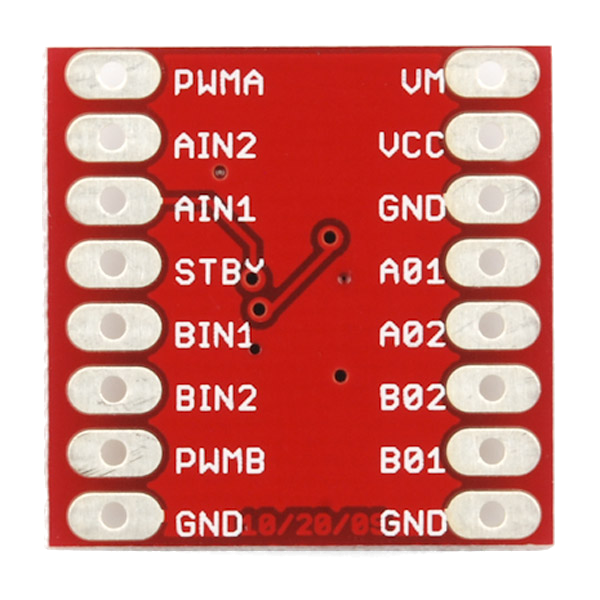 PWMA VM
AIN2 VCC
AIN1 GND
STBY A01
BIN1 A02
BIN2 B02
PWMB B01
GND 10/20/09 GND